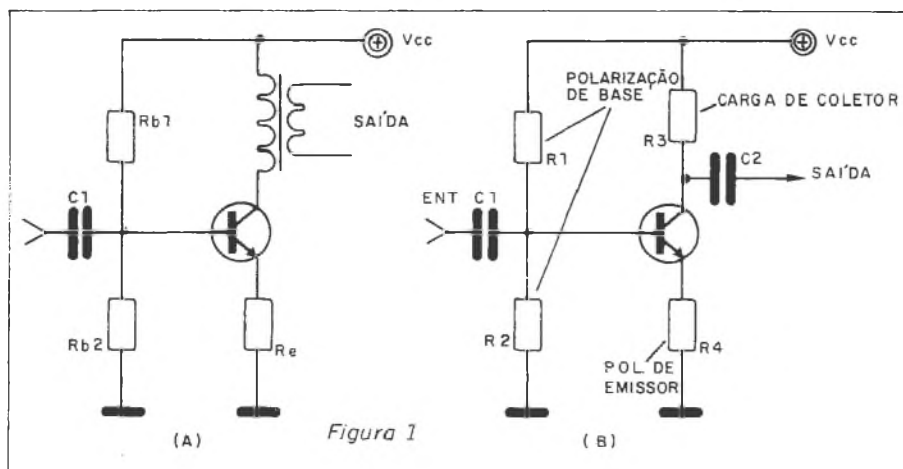 Vcc
Rb1
SAÍDA
C1
Rb2
Re
(A)
Vcc
POLARIZAÇÃO
DE BASE
CARGA DE COLETOR
R1
R3
C2
SAÍDA
ENT
C1
R2
R4
POL. DE
EMISSOR
(B)
Figura 1